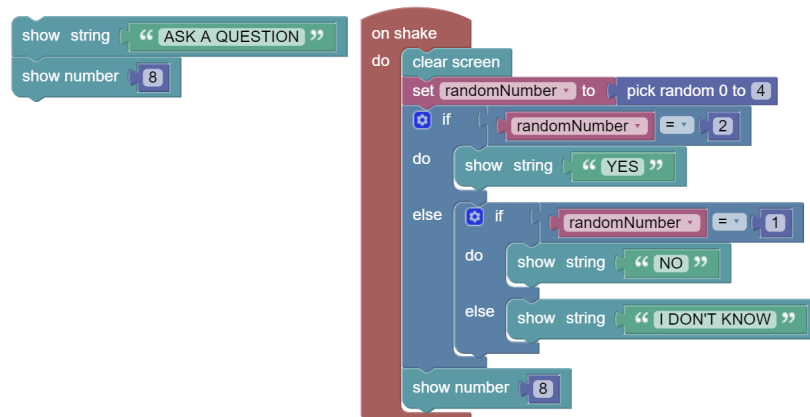 show string “ ASK A QUESTION ”
show number 8
on shake
do clear screen
set randomNumber to pick random 0 to 4
if randomNumber = 2
do show string “ YES ”
else if randomNumber = 1
do show string “ NO ”
else show string “ I DON'T KNOW ”
show number 8